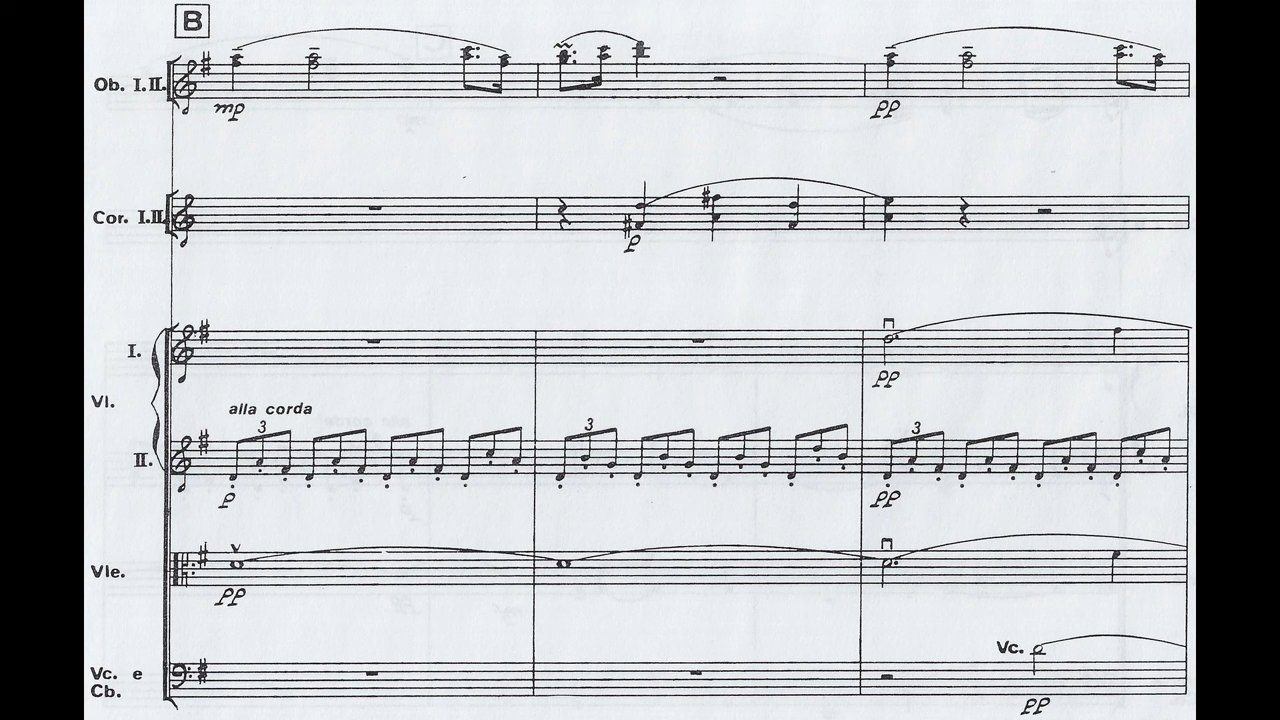 B
Ob. I.II.
mp
pp
Cor. I.II.
p
I.
pp
Vl.
alla corda
3
3
3
II.
p
pp
Vle.
pp
Vc.
Vc. e
Cb.
pp